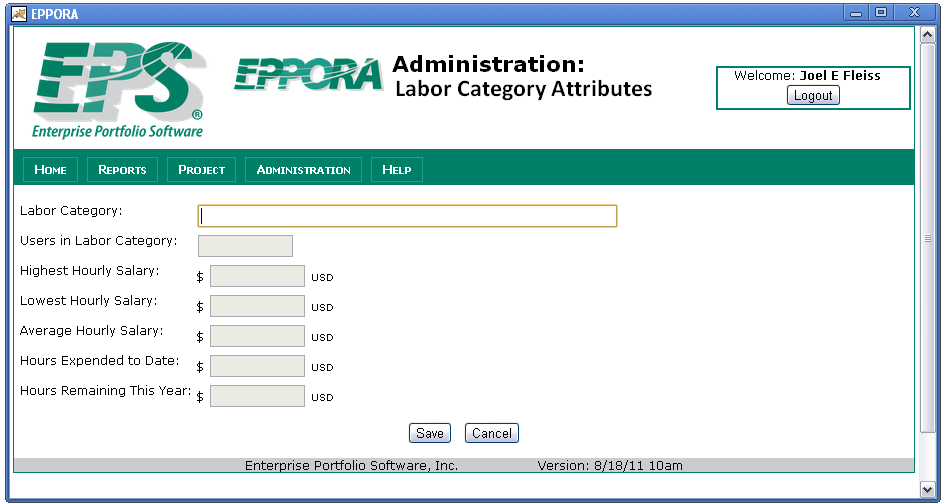 EPPORA
EPS®
Enterprise Portfolio Software
EPPORA
Administration:
Labor Category Attributes
Welcome: Joel E Fleiss
Logout
Home Reports Project Administration Help
Labor Category:
Users in Labor Category:
Highest Hourly Salary: $ USD
Lowest Hourly Salary: $ USD
Average Hourly Salary: $ USD
Hours Expended to Date: $ USD
Hours Remaining This Year: $ USD
Save Cancel
Enterprise Portfolio Software, Inc. Version: 8/18/11 10am